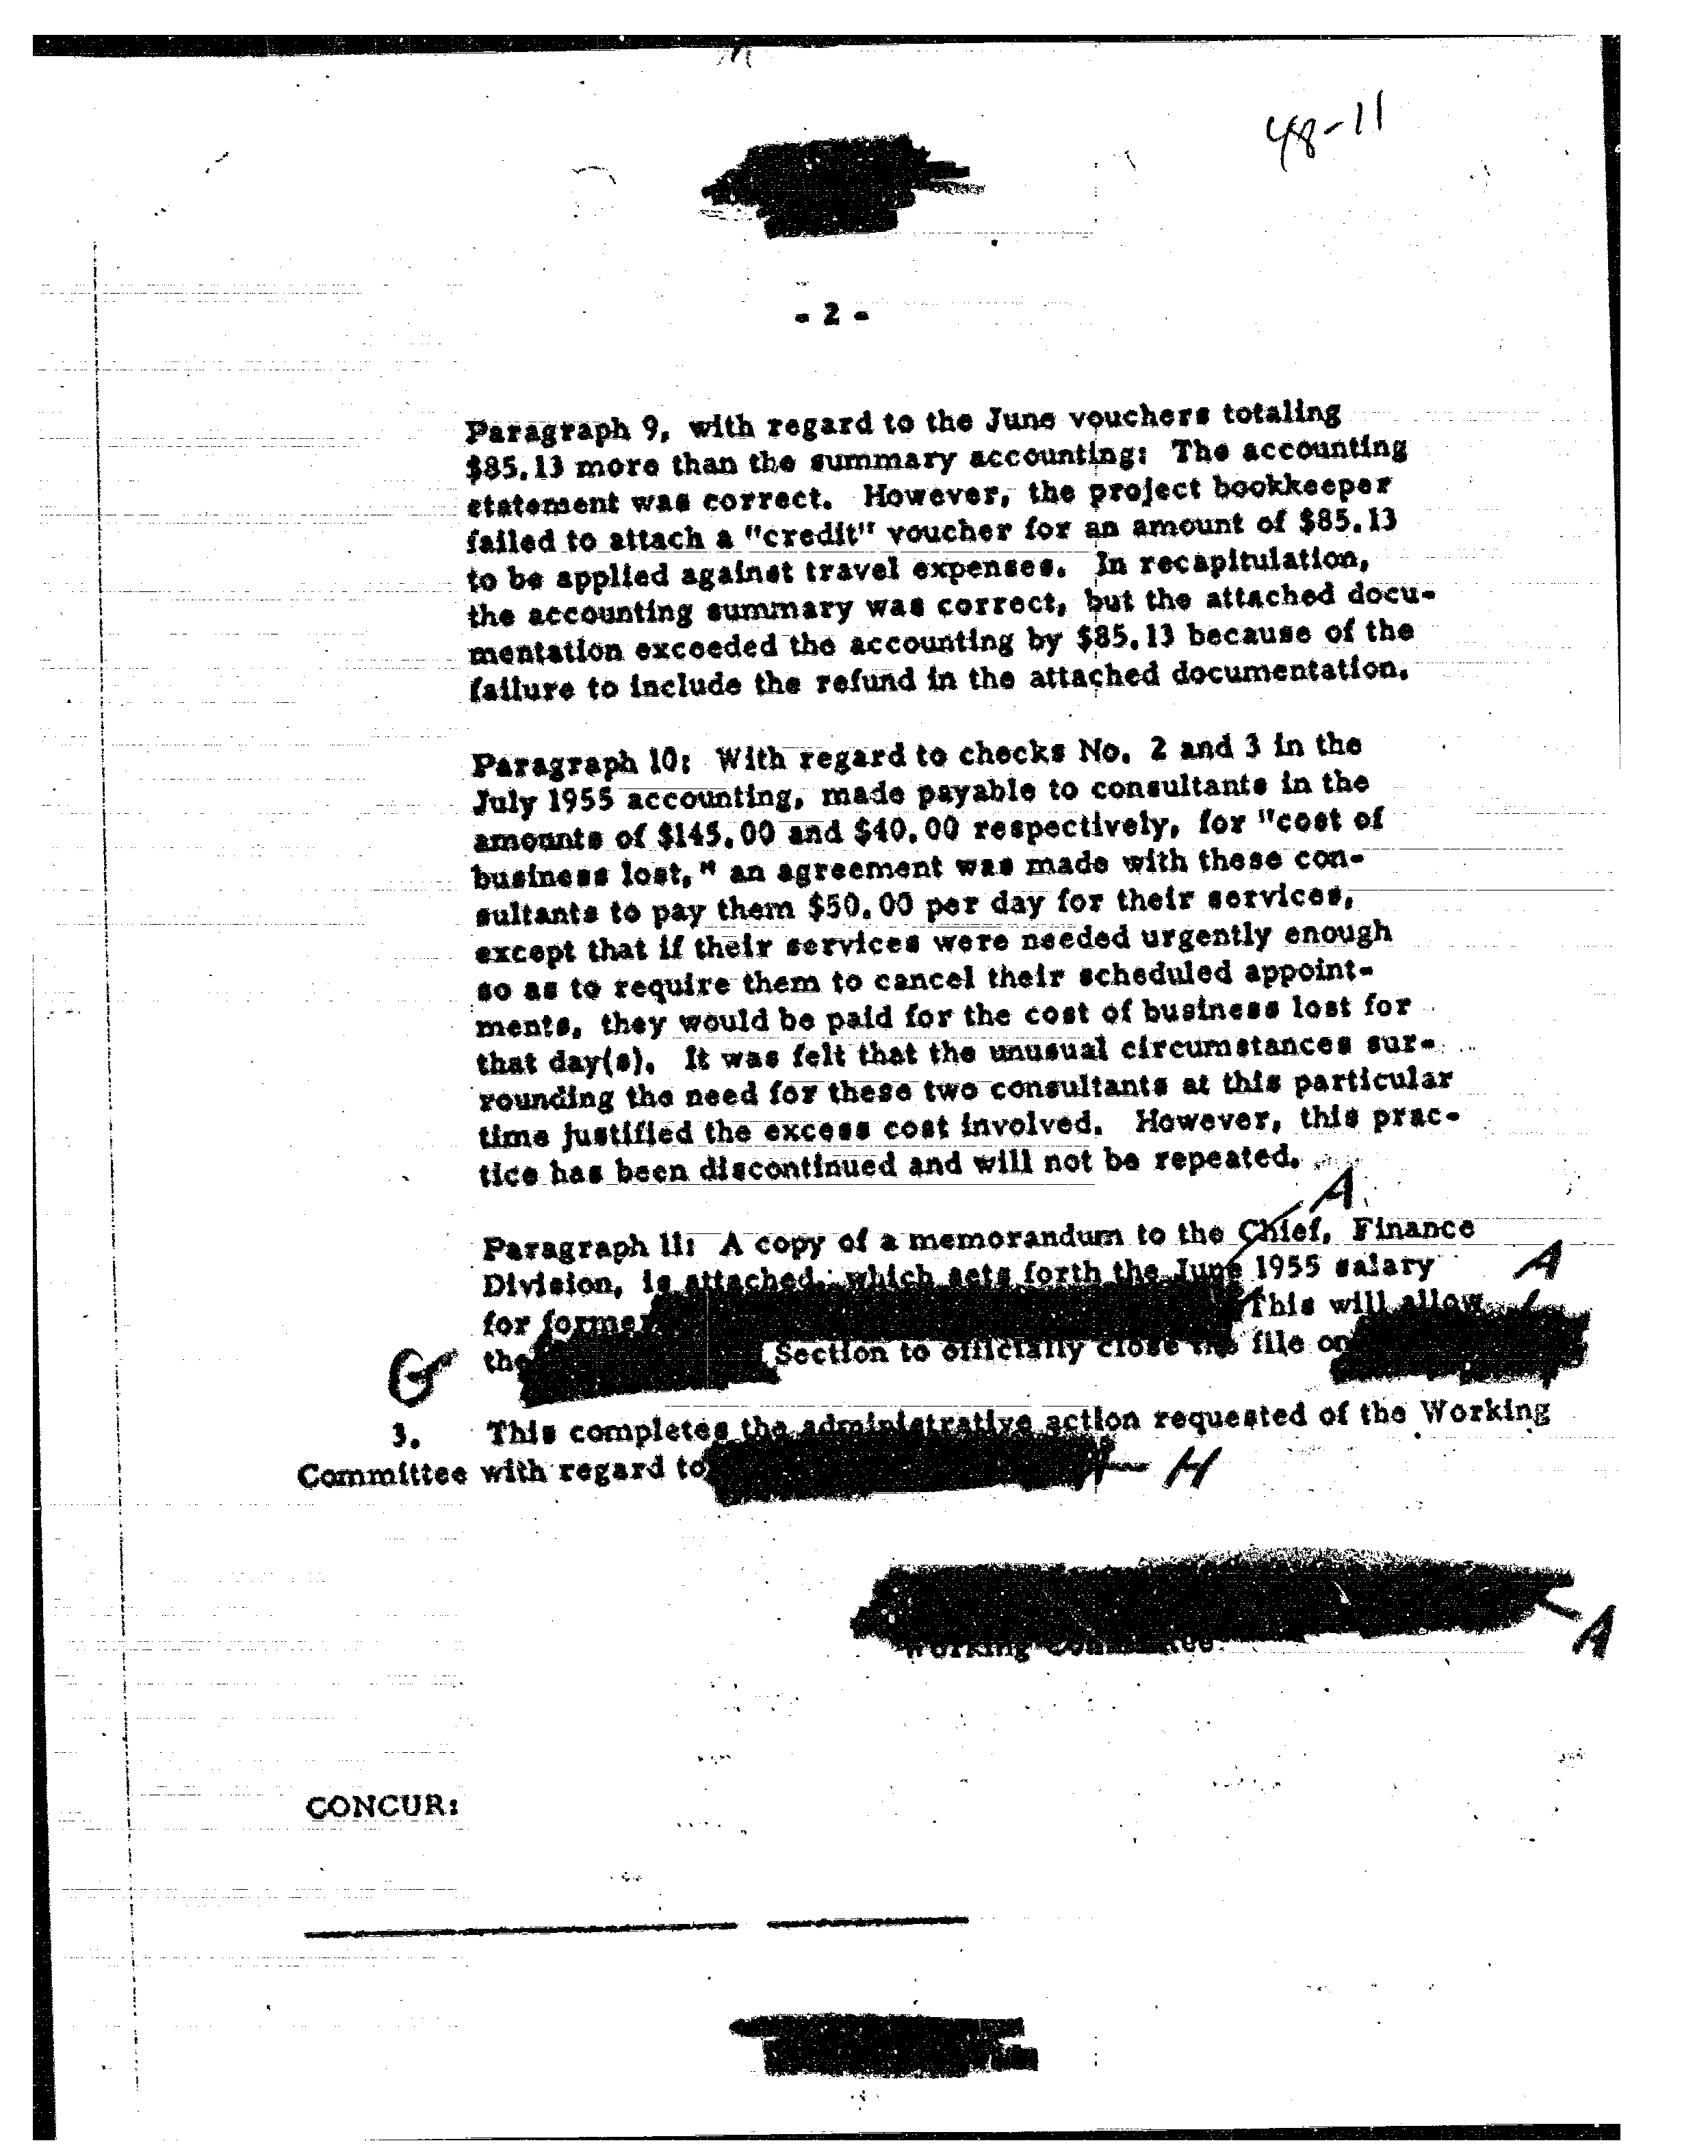 48-11
- 2 -
Paragraph 9, with regard to the June vouchers totaling
$85.13 more than the summary accounting: The accounting
statement was correct. However, the project bookkeeper
failed to attach a "credit" voucher for an amount of $85.13
to be applied against travel expenses. In recapitulation,
the accounting summary was correct, but the attached docu-
mentation exceeded the accounting by $85.13 because of the
failure to include the refund in the attached documentation.
Paragraph 10: With regard to checks No. 2 and 3 in the
July 1955 accounting, made payable to consultants in the
amounts of $145.00 and $40.00 respectively, for "cost of
business lost," an agreement was made with these con-
sultants to pay them $50.00 per day for their services,
except that if their services were needed urgently enough
so as to require them to cancel their scheduled appoint-
ments, they would be paid for the cost of business lost for
that day(s). It was felt that the unusual circumstances sur-
rounding the need for these two consultants at this particular
time justified the excess cost involved. However, this prac-
tice has been discontinued and will not be repeated.
A
Paragraph 11: A copy of a memorandum to the Chief, Finance
Division, is attached, which sets forth the June 1955 salary
A
for former This will allow
the Section to officially close the file on
G
3. This completes the administrative action requested of the Working
Committee with regard to H
A
Working Committee
CONCUR: